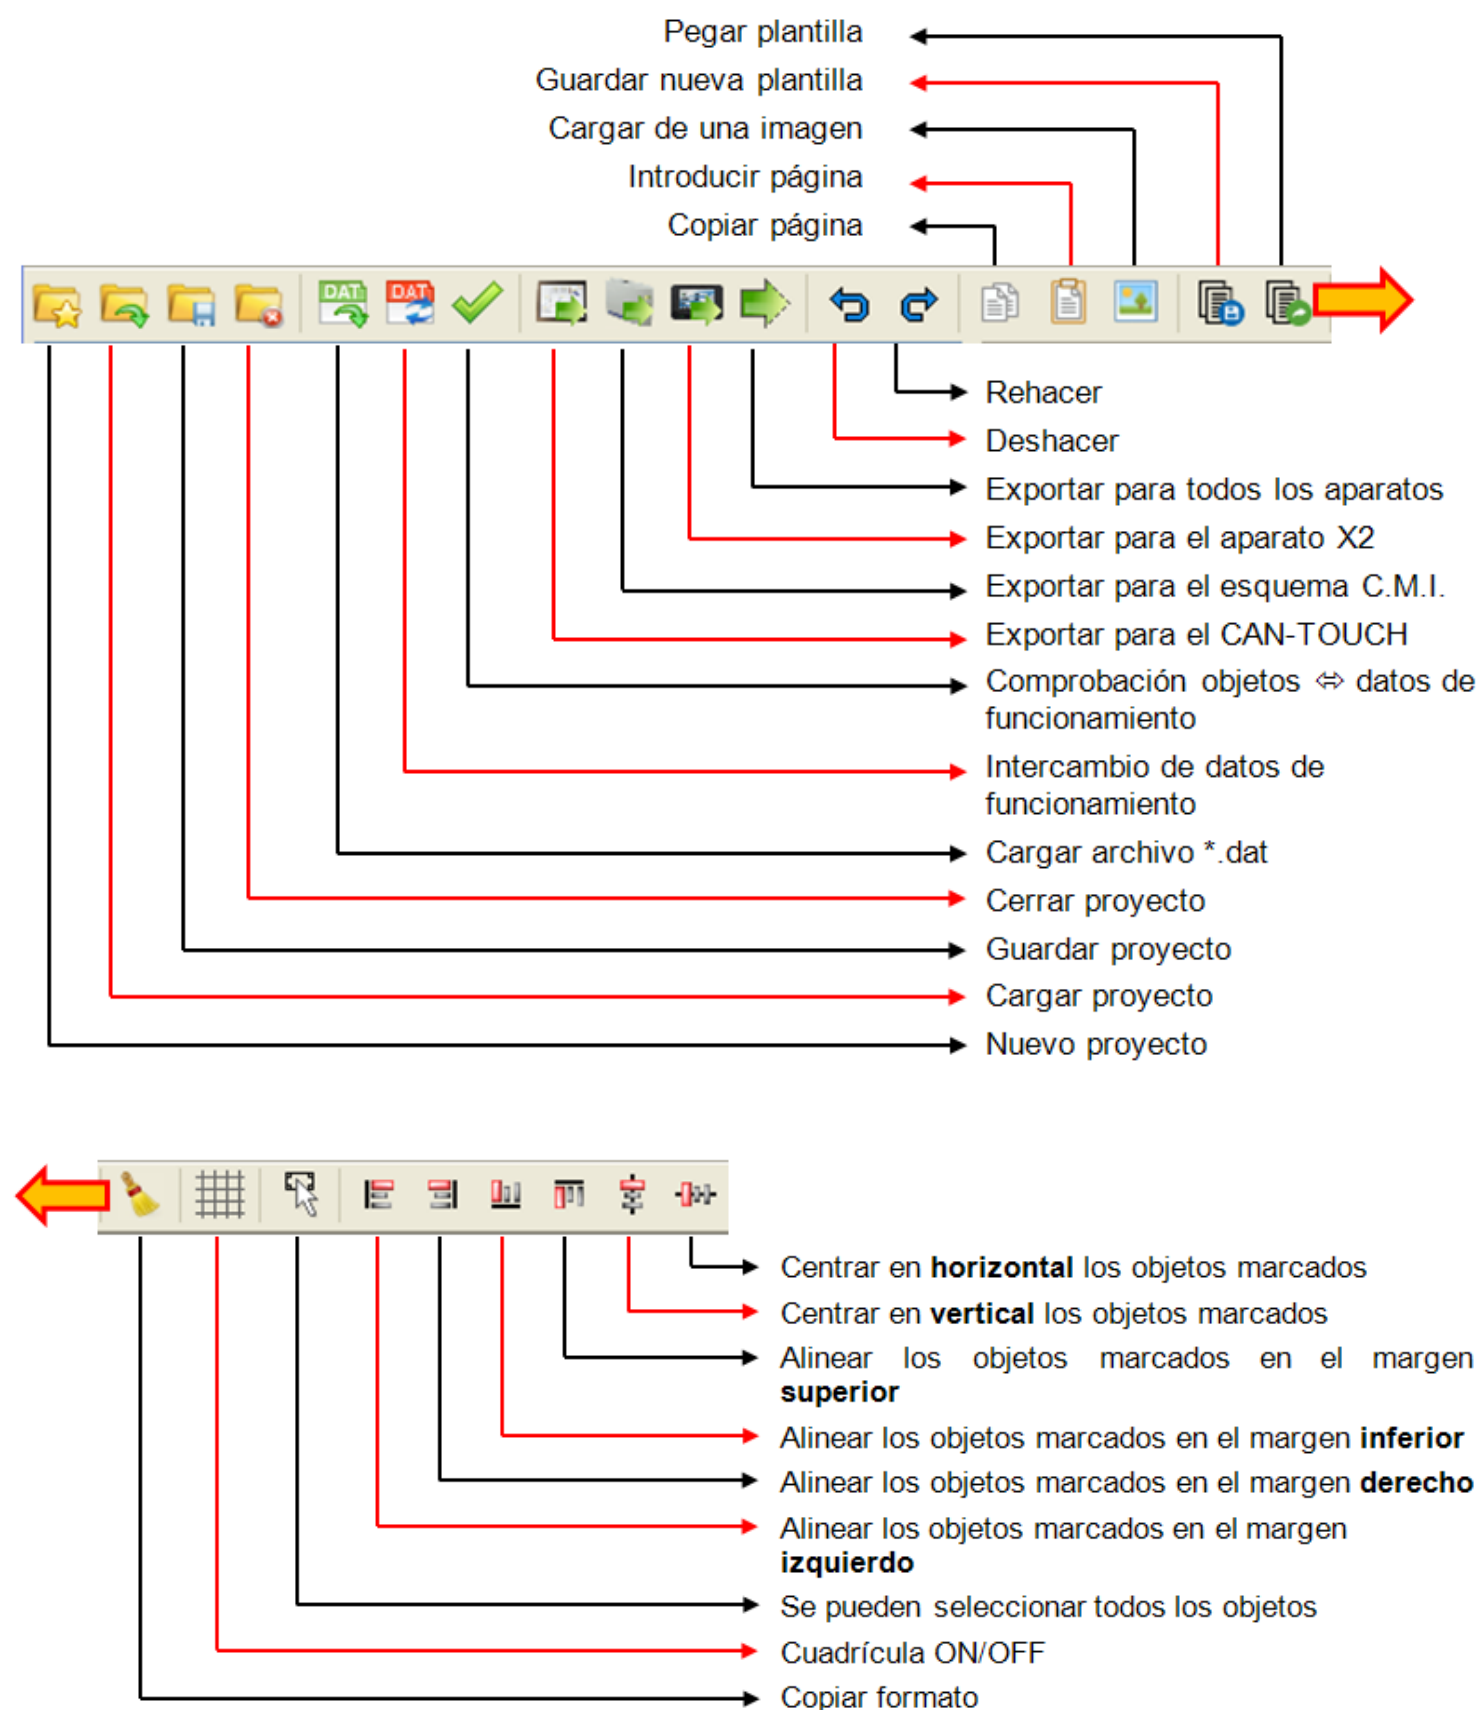 Pegar plantilla
Guardar nueva plantilla
Cargar de una imagen
Introducir página
Copiar página
DAT DAT
Rehacer
Deshacer
Exportar para todos los aparatos
Exportar para el aparato X2
Exportar para el esquema C.M.I.
Exportar para el CAN-TOUCH
Comprobación objetos ⇔ datos de
funcionamiento
Intercambio de datos de
funcionamiento
Cargar archivo *.dat
Cerrar proyecto
Guardar proyecto
Cargar proyecto
Nuevo proyecto
Centrar en horizontal los objetos marcados
Centrar en vertical los objetos marcados
Alinear los objetos marcados en el margen
superior
Alinear los objetos marcados en el margen inferior
Alinear los objetos marcados en el margen derecho
Alinear los objetos marcados en el margen
izquierdo
Se pueden seleccionar todos los objetos
Cuadrícula ON/OFF
Copiar formato